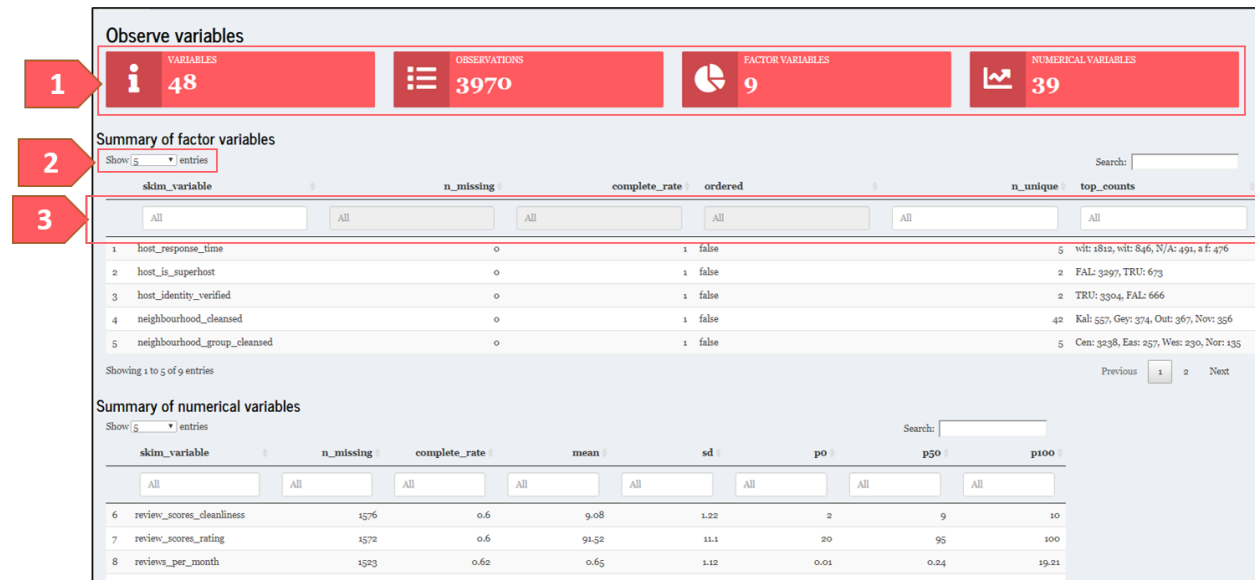 Observe variables
1
VARIABLES
48
OBSERVATIONS
3970
FACTOR VARIABLES
9
NUMERICAL VARIABLES
39
Summary of factor variables
2
Show 5 entries
Search:
skim_variable n_missing complete_rate ordered n_unique top_counts
3
All All All All All All
1 host_response_time 0 1 false 5 wit: 1812, wit: 846, N/A: 491, a f: 476
2 host_is_superhost 0 1 false 2 FAL: 3297, TRU: 673
3 host_identity_verified 0 1 false 2 TRU: 3304, FAL: 666
4 neighbourhood_cleansed 0 1 false 42 Kal: 557, Gey: 374, Out: 367, Nov: 356
5 neighbourhood_group_cleansed 0 1 false 5 Cen: 3238, Eas: 257, Wes: 230, Nor: 135
Showing 1 to 5 of 9 entries
Previous 1 2 Next
Summary of numerical variables
Show 5 entries
Search:
skim_variable n_missing complete_rate mean sd p0 p50 p100
All All All All All All All All
6 review_scores_cleanliness 1576 0.6 9.08 1.22 2 9 10
7 review_scores_rating 1572 0.6 91.52 11.1 20 95 100
8 reviews_per_month 1523 0.62 0.65 1.12 0.01 0.24 19.21